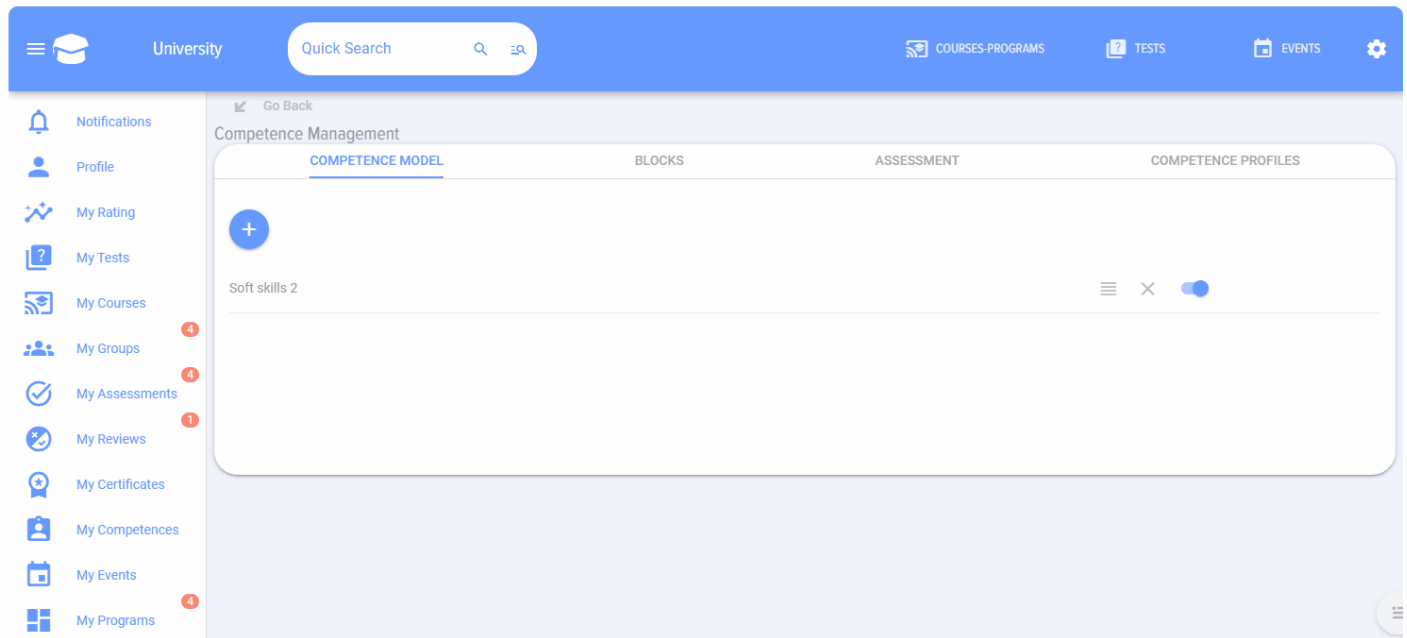 University
Quick Search
COURSES-PROGRAMS
? TESTS
EVENTS
Notifications
Profile
My Rating
? My Tests
My Courses
4
My Groups
4
My Assessments
1
My Reviews
My Certificates
My Competences
My Events
4
My Programs
Go Back
Competence Management
COMPETENCE MODEL
BLOCKS
ASSESSMENT
COMPETENCE PROFILES
+
Soft skills 2